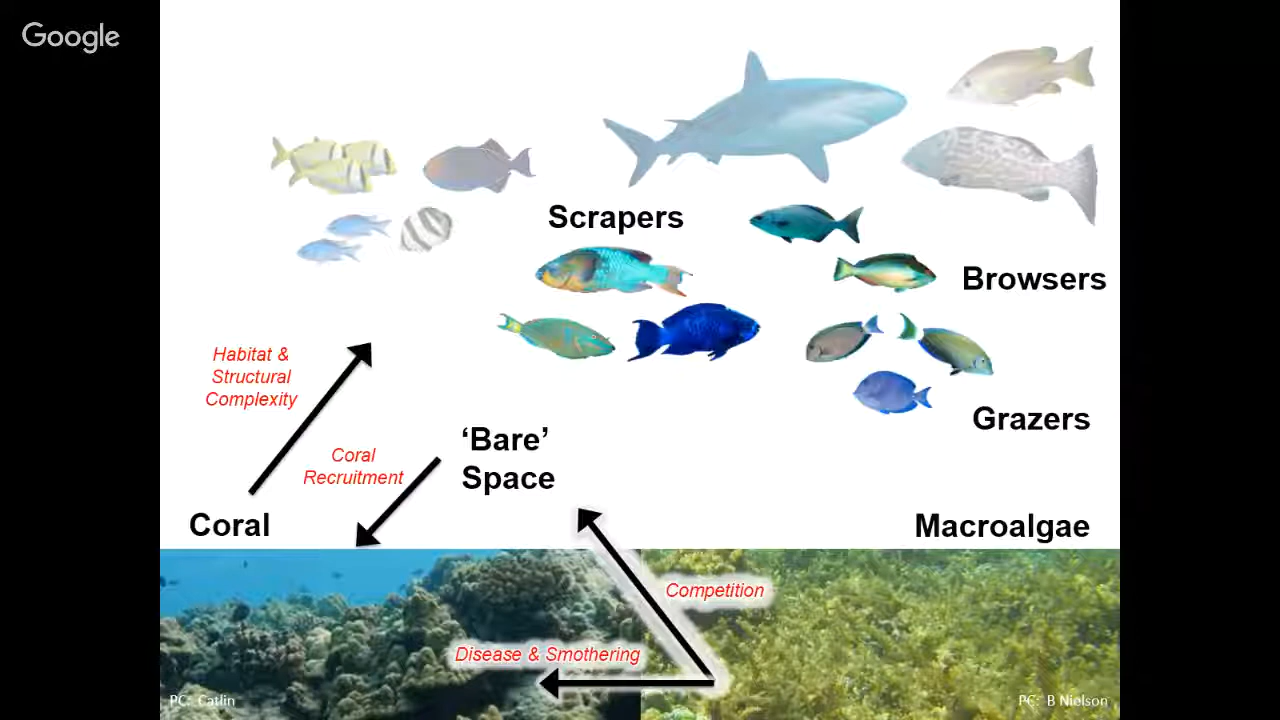 Google
Scrapers
Browsers
Habitat &
Structural
Complexity
Grazers
'Bare'
Space
Coral
Recruitment
Coral
Macroalgae
Competition
Disease & Smothering
PC: Catlin
PC: B Nielson